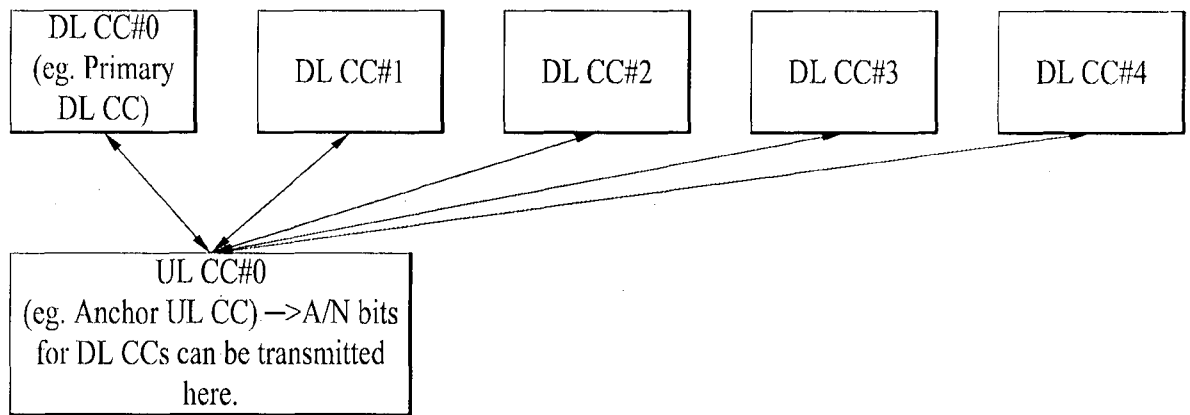 DL CC#0
(eg. Primary
DL CC)
DL CC#1
DL CC#2
DL CC#3
DL CC#4
UL CC#0
(eg. Anchor UL CC) —>A/N bits
for DL CCs can be transmitted
here.